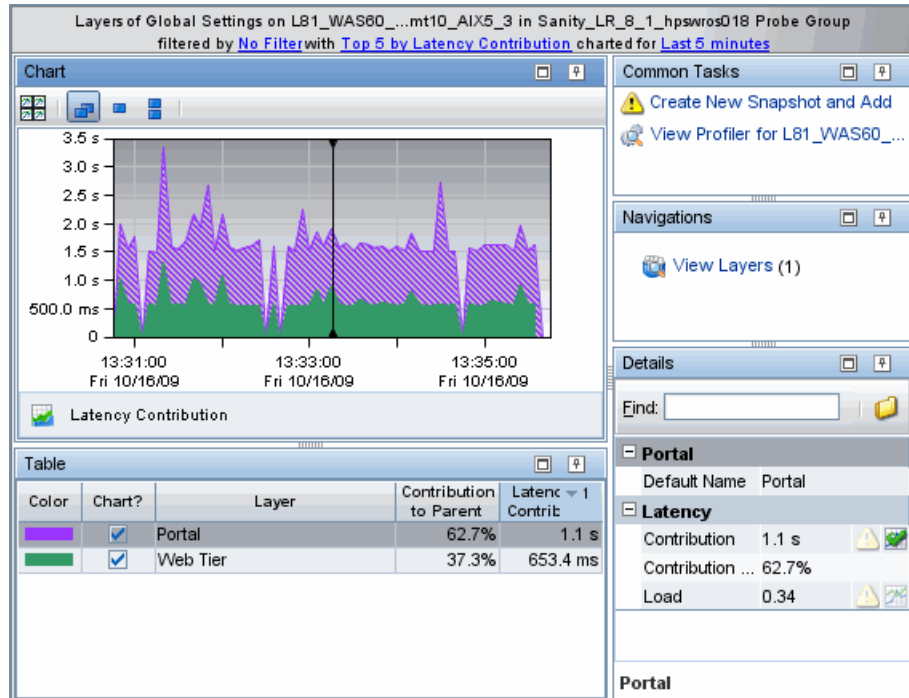 Layers of Global Settings on L81_WAS60_...mt10_AIX5_3 in Sanity_LR_8_1_hpswros018 Probe Group
filtered by No Filterwith Top 5 by Latency Contribution charted for Last 5 minutes
Chart
3.5 s
3.0 s
2.5 s
2.0 s
1.5 s
1.0 s
500.0 ms
0
13:31:00 13:33:00 13:35:00
Fri 10/16/09 Fri 10/16/09 Fri 10/16/09
Latency Contribution
Table
Color Chart? Layer Contribution to Parent Latenc 1 Contrib
Portal 62.7% 1.1 s
Web Tier 37.3% 653.4 ms
Common Tasks
Create New Snapshot and Add
View Profiler for L81_WAS60_...
Navigations
View Layers (1)
Details
Find:
Portal
Default Name Portal
Latency
Contribution 1.1 s
Contribution ... 62.7%
Load 0.34
Portal